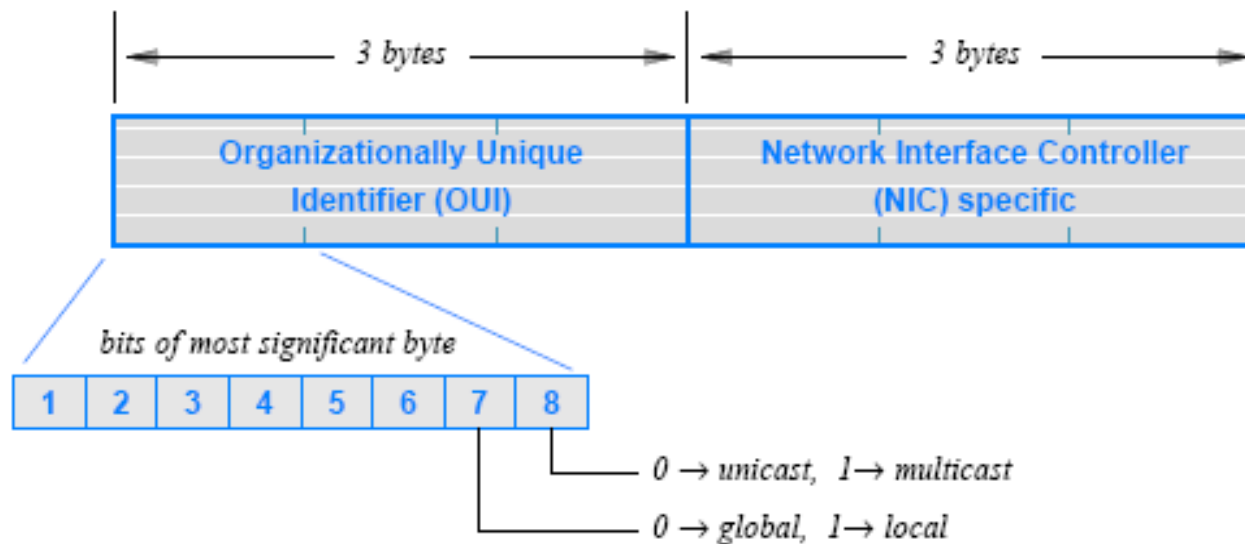 3 bytes 3 bytes
Organizationally Unique Network Interface Controller
Identifier (OUI) (NIC) specific
bits of most significant byte
1 2 3 4 5 6 7 8
0 → unicast, 1 → multicast
0 → global, 1 → local